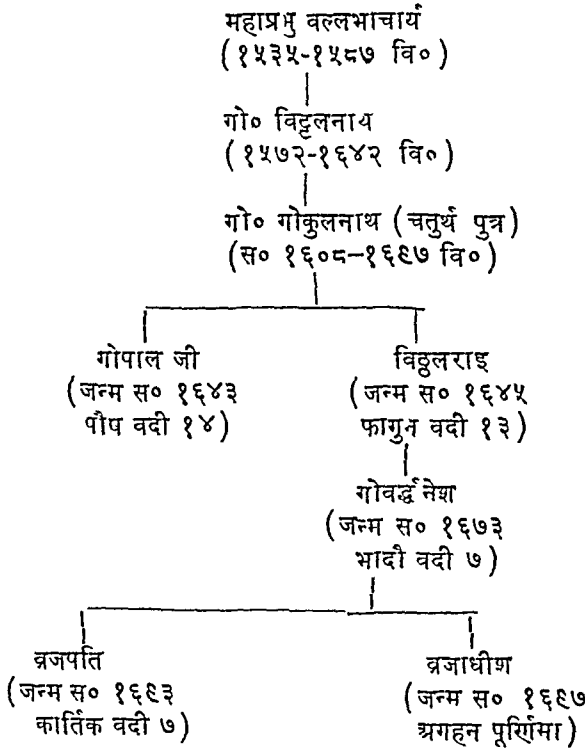 महाप्रभु वल्लभाचार्य
(१५३५-१५८७ वि०)
गो० विट्ठलनाथ
(१५७२-१६४२ वि०)
गो० गोकुलनाथ (चतुर्थ पुत्र)
(स० १६०८–१६९७ वि०)
गोपाल जी
(जन्म स० १६४३
पौष वदी १४)
विठ्ठलराइ
(जन्म स० १६४५
फागुन वदी १३)
गोवर्द्धनेश
(जन्म स० १६७३
भादौ वदी ७)
व्रजपति
(जन्म स० १६९३
कार्तिक वदी ७)
व्रजाधीश
(जन्म स० १६९७
अगहन पूर्णिमा)